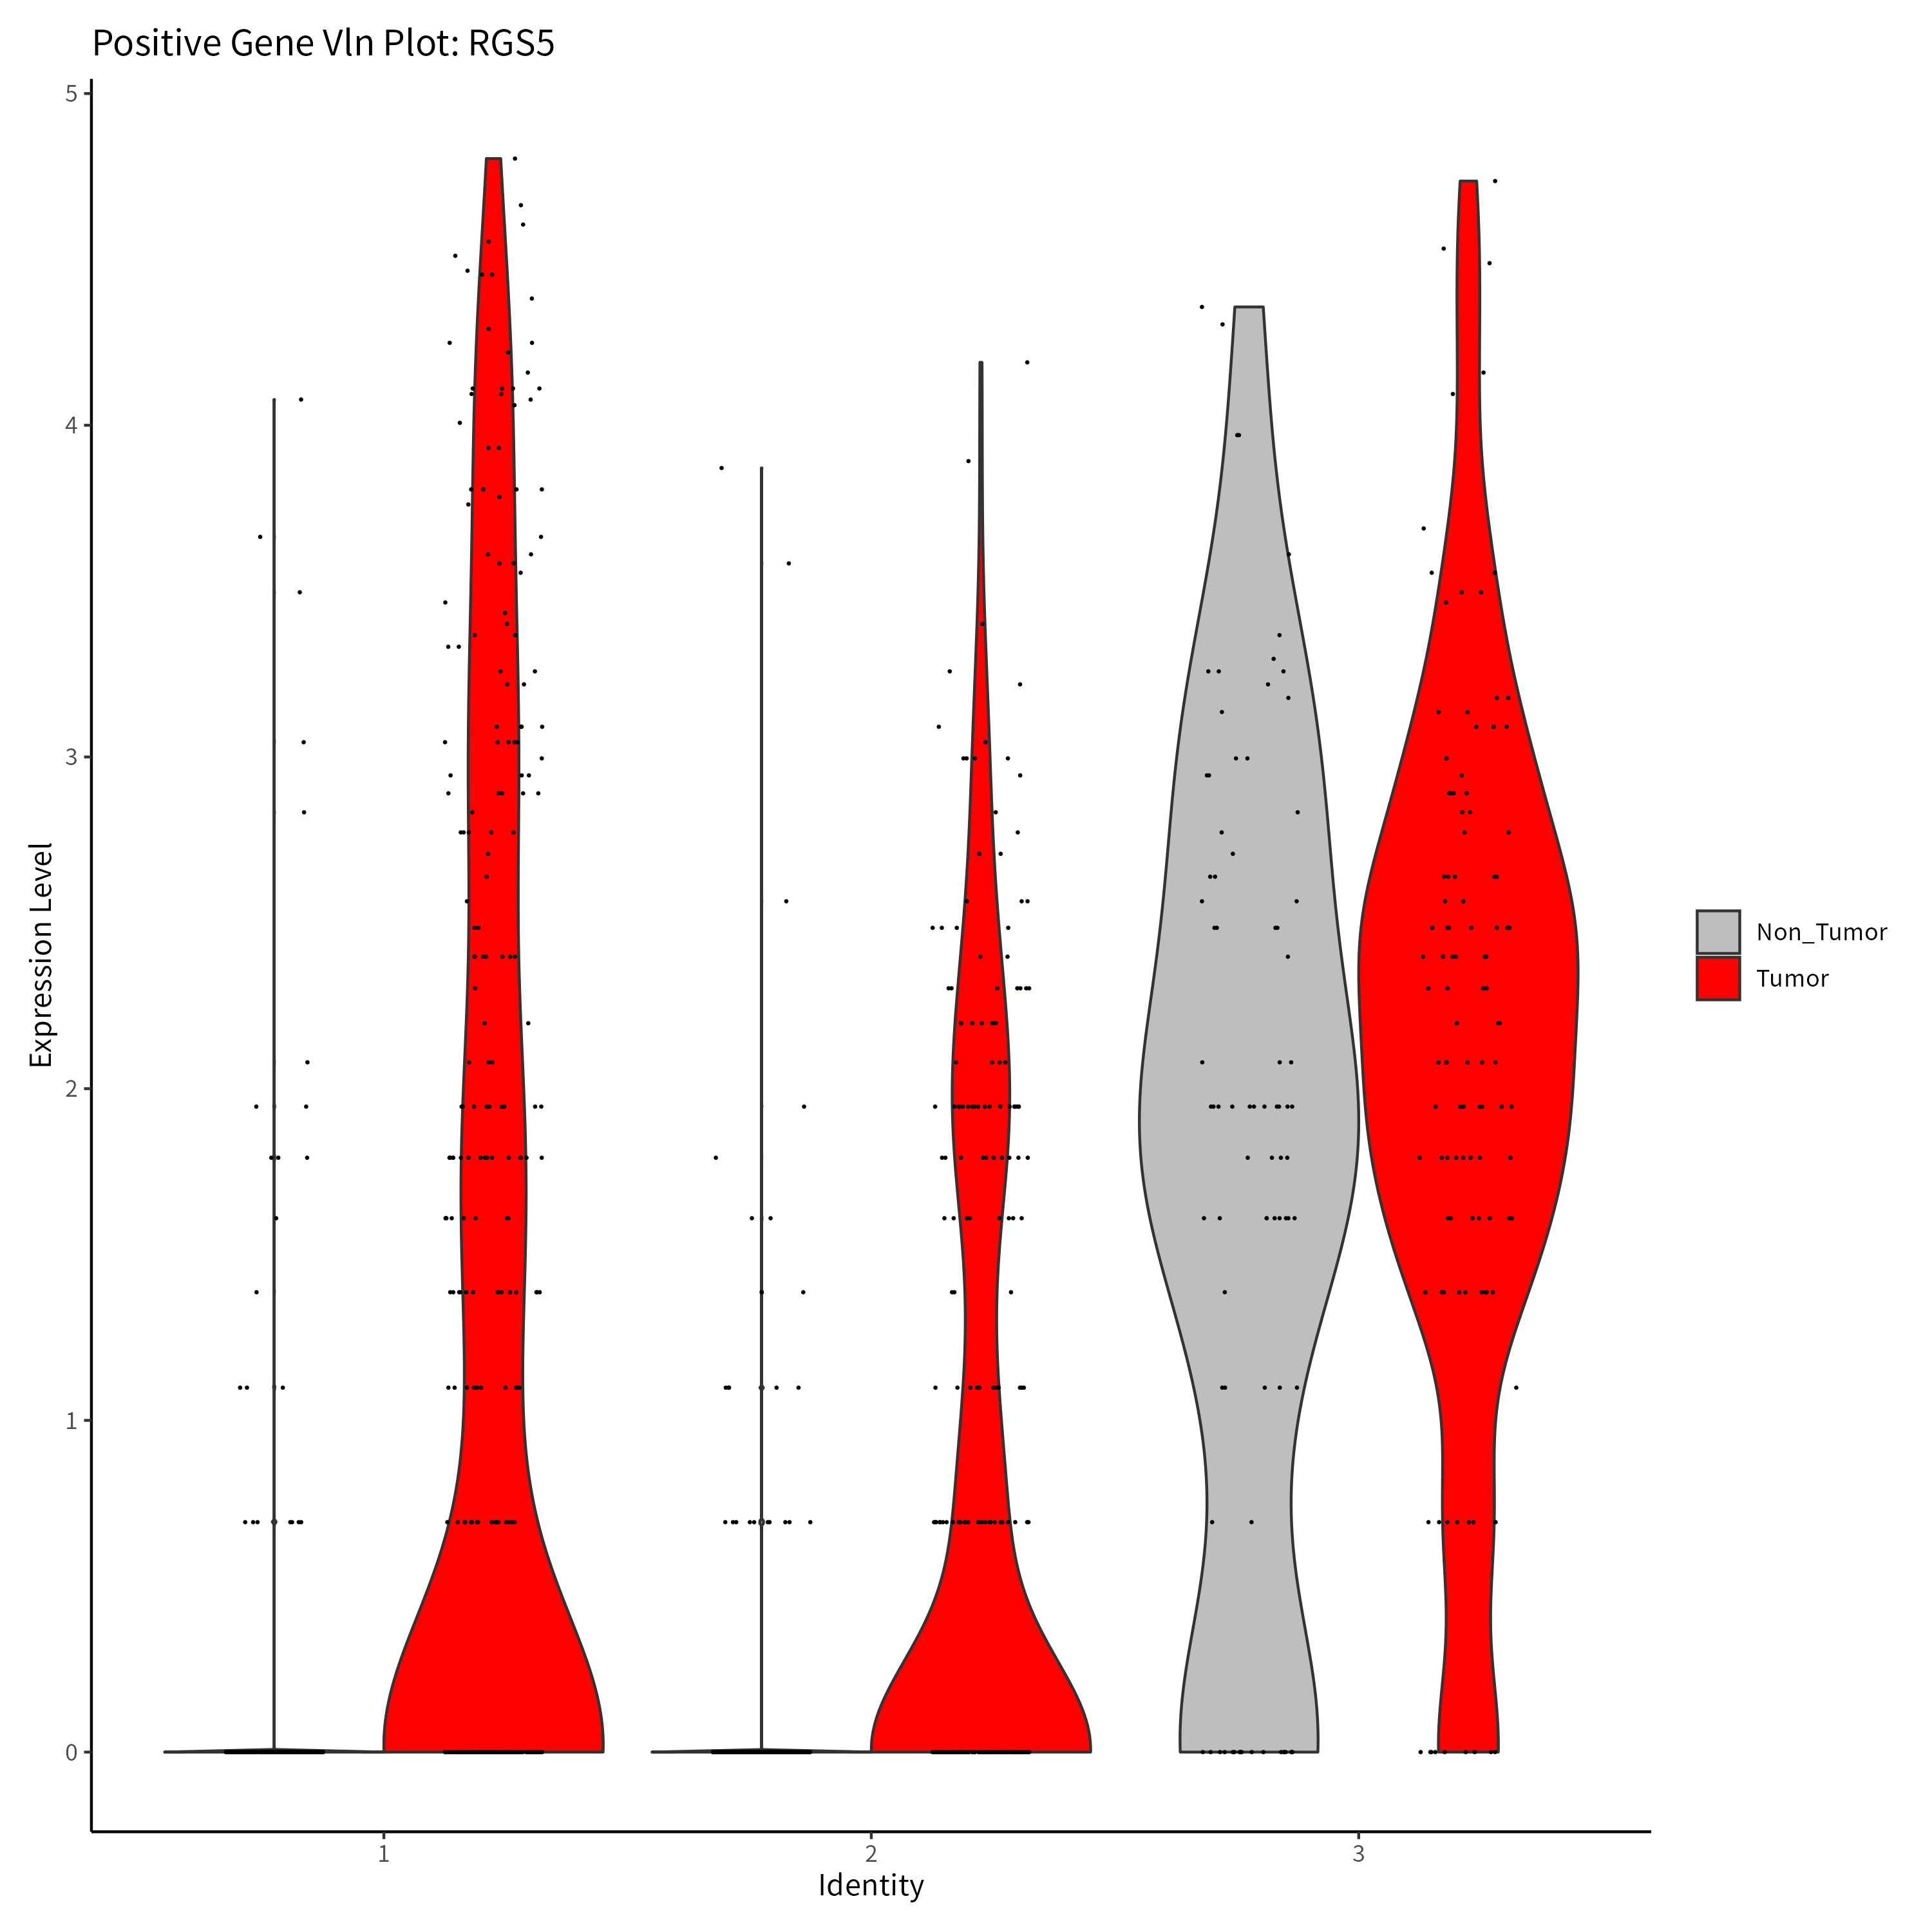 Positive Gene Vln Plot: RGS5
5
4
3
2
1
0
Expression Level
1
2
3
Identity
Non_Tumor
Tumor